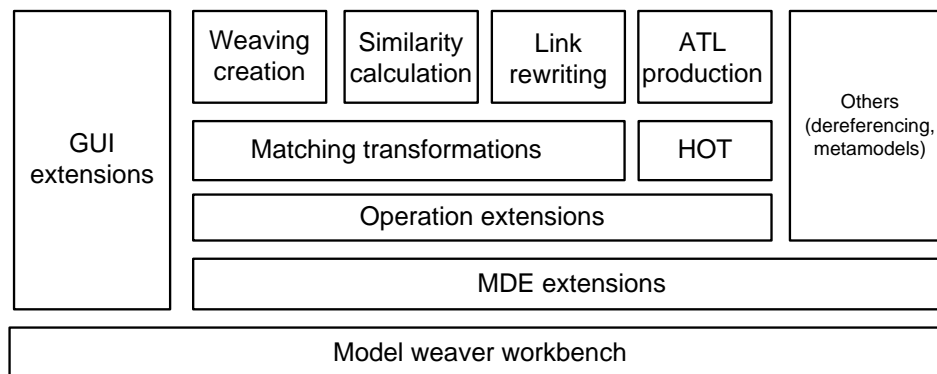 Weaving
creation
Similarity
calculation
Link
rewriting
ATL
production
GUI
extensions
Others
(dereferencing,
metamodels)
Matching transformations
HOT
Operation extensions
MDE extensions
Model weaver workbench